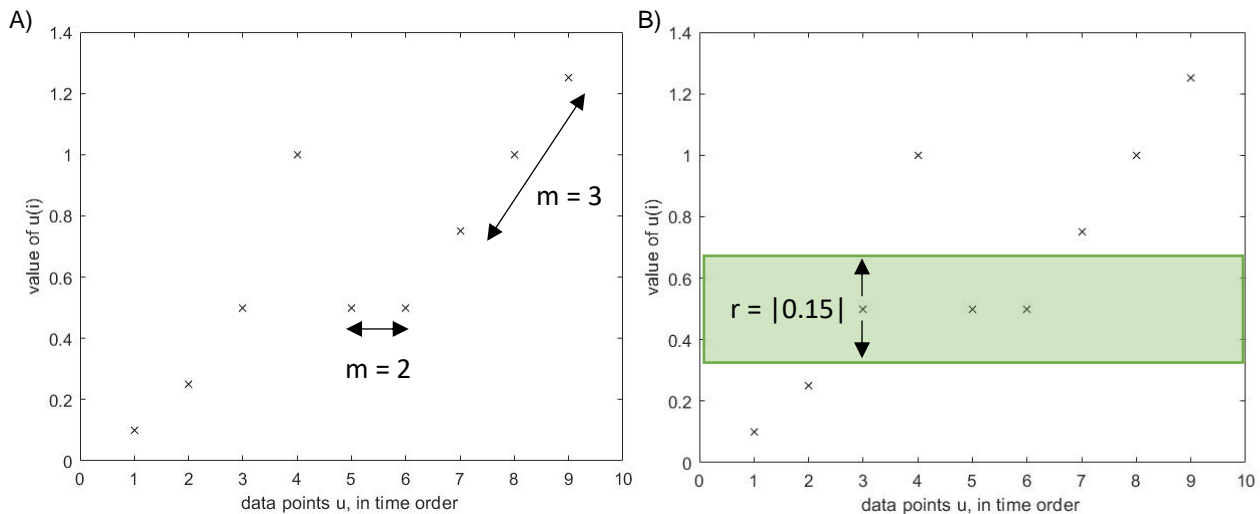 A)
1.4
1.2
1
0.8
0.6
0.4
0.2
0
value of u(i)
m = 3
m = 2
0 1 2 3 4 5 6 7 8 9 10
data points u, in time order
B)
1.4
1.2
1
0.8
0.6
0.4
0.2
0
value of u(i)
r = |0.15|
0 1 2 3 4 5 6 7 8 9 10
data points u, in time order